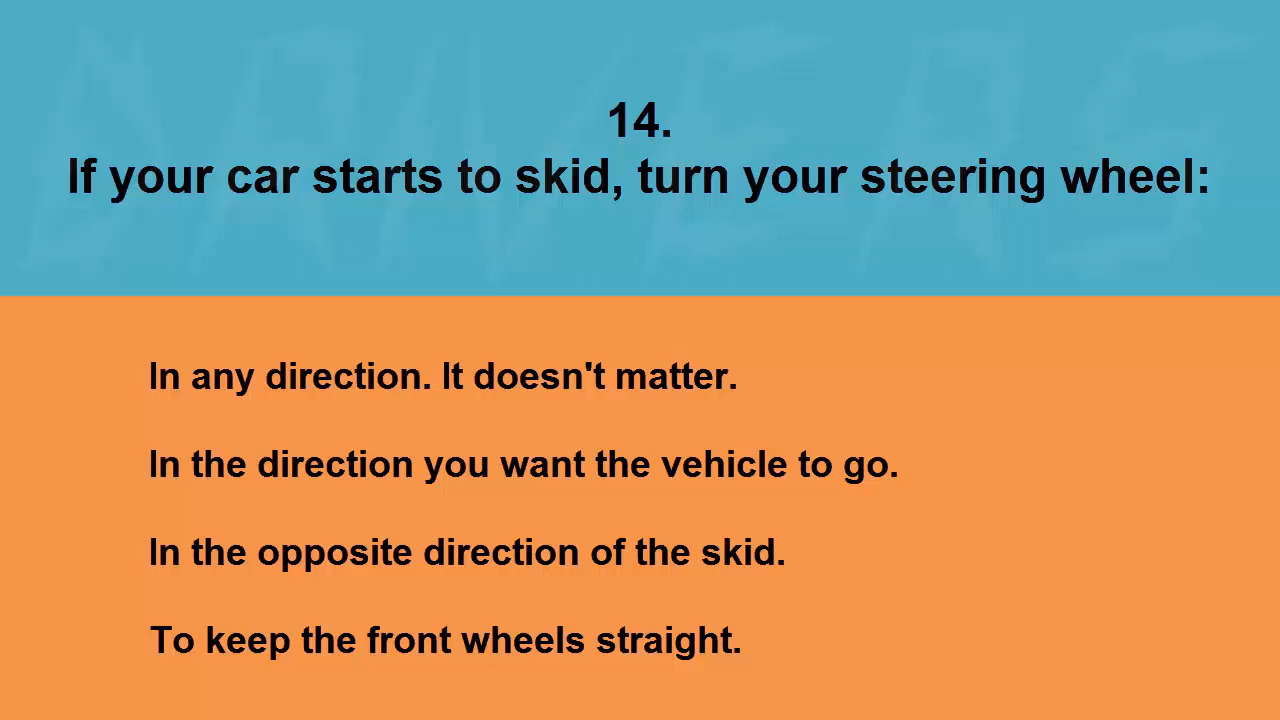 14.
If your car starts to skid, turn your steering wheel:
In any direction. It doesn't matter.
In the direction you want the vehicle to go.
In the opposite direction of the skid.
To keep the front wheels straight.